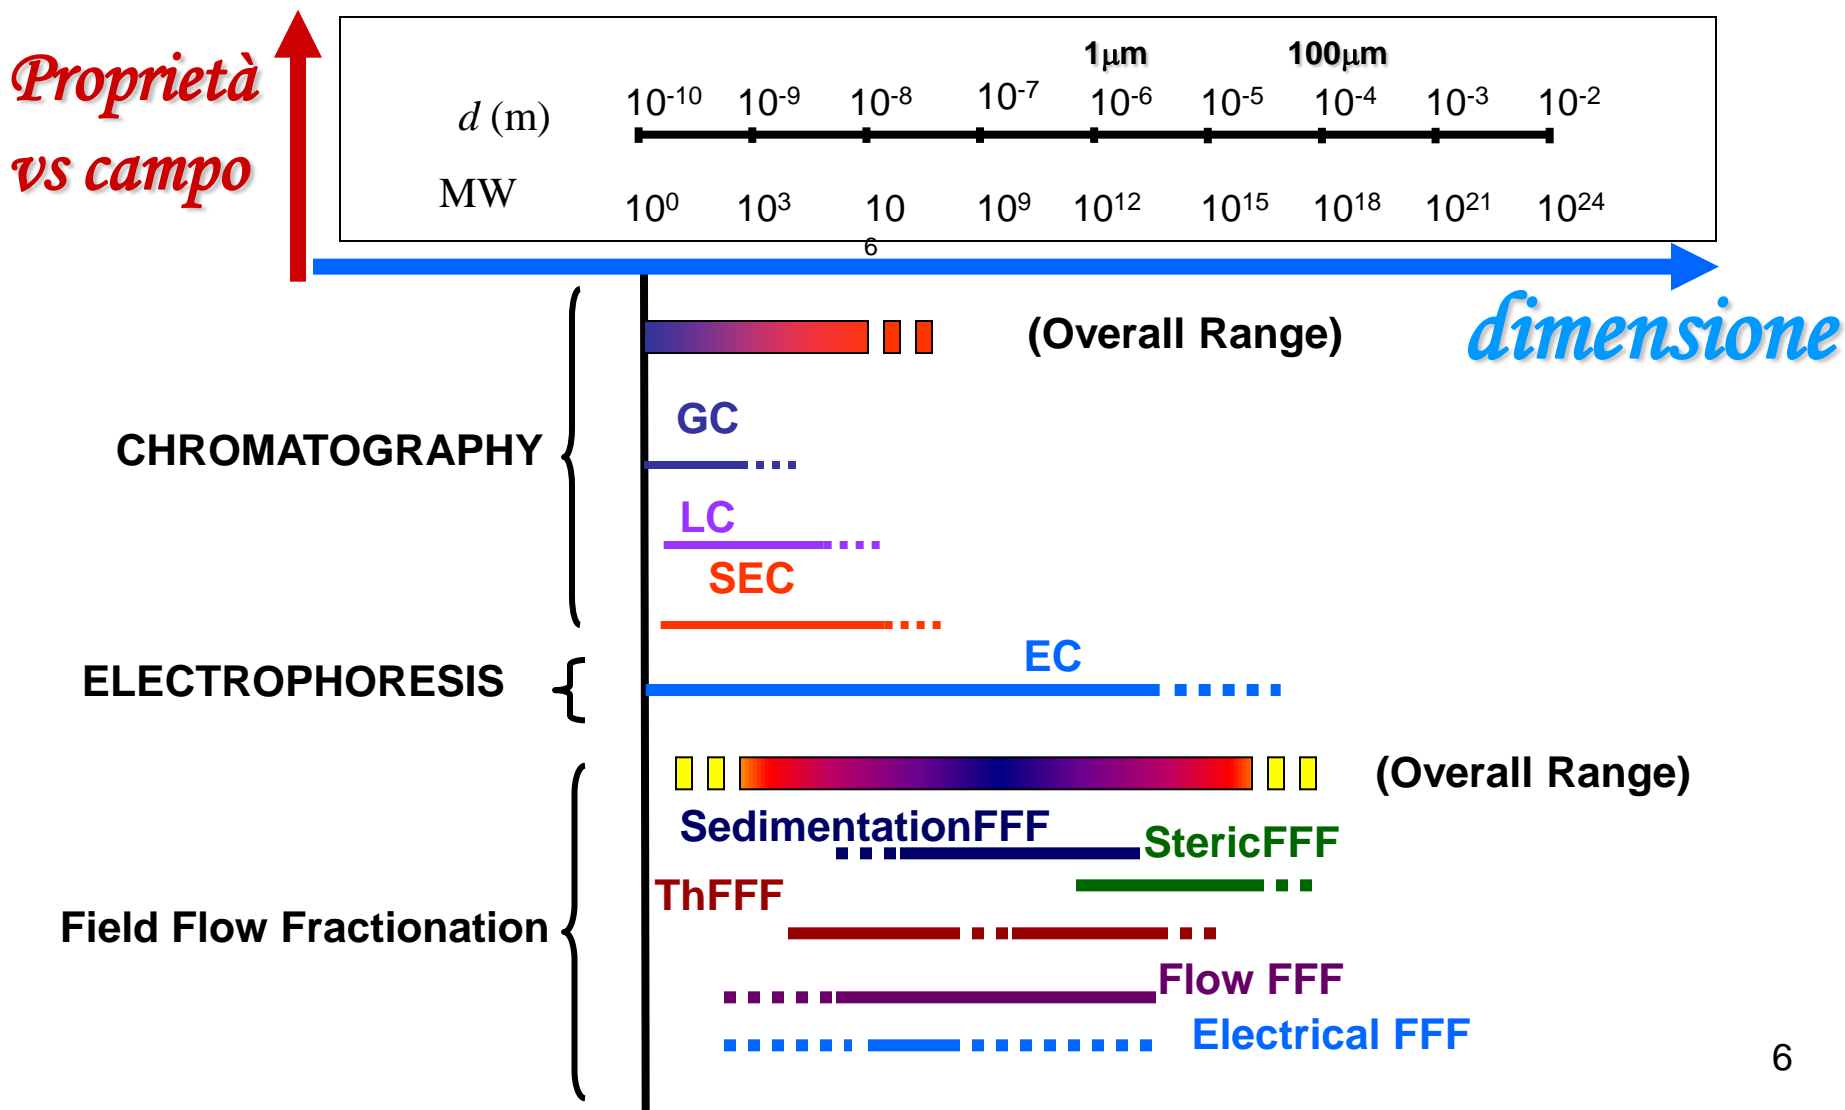 Proprietà
vs campo
1μm 100μm
d (m) 10⁻¹⁰ 10⁻⁹ 10⁻⁸ 10⁻⁷ 10⁻⁶ 10⁻⁵ 10⁻⁴ 10⁻³ 10⁻²
MW 10⁰ 10³ 10 10⁹ 10¹² 10¹⁵ 10¹⁸ 10²¹ 10²⁴
6
dimensione
(Overall Range)
GC
CHROMATOGRAPHY
LC
SEC
EC
ELECTROPHORESIS
(Overall Range)
SedimentationFFF
StericFFF
ThFFF
Field Flow Fractionation
Flow FFF
Electrical FFF
6